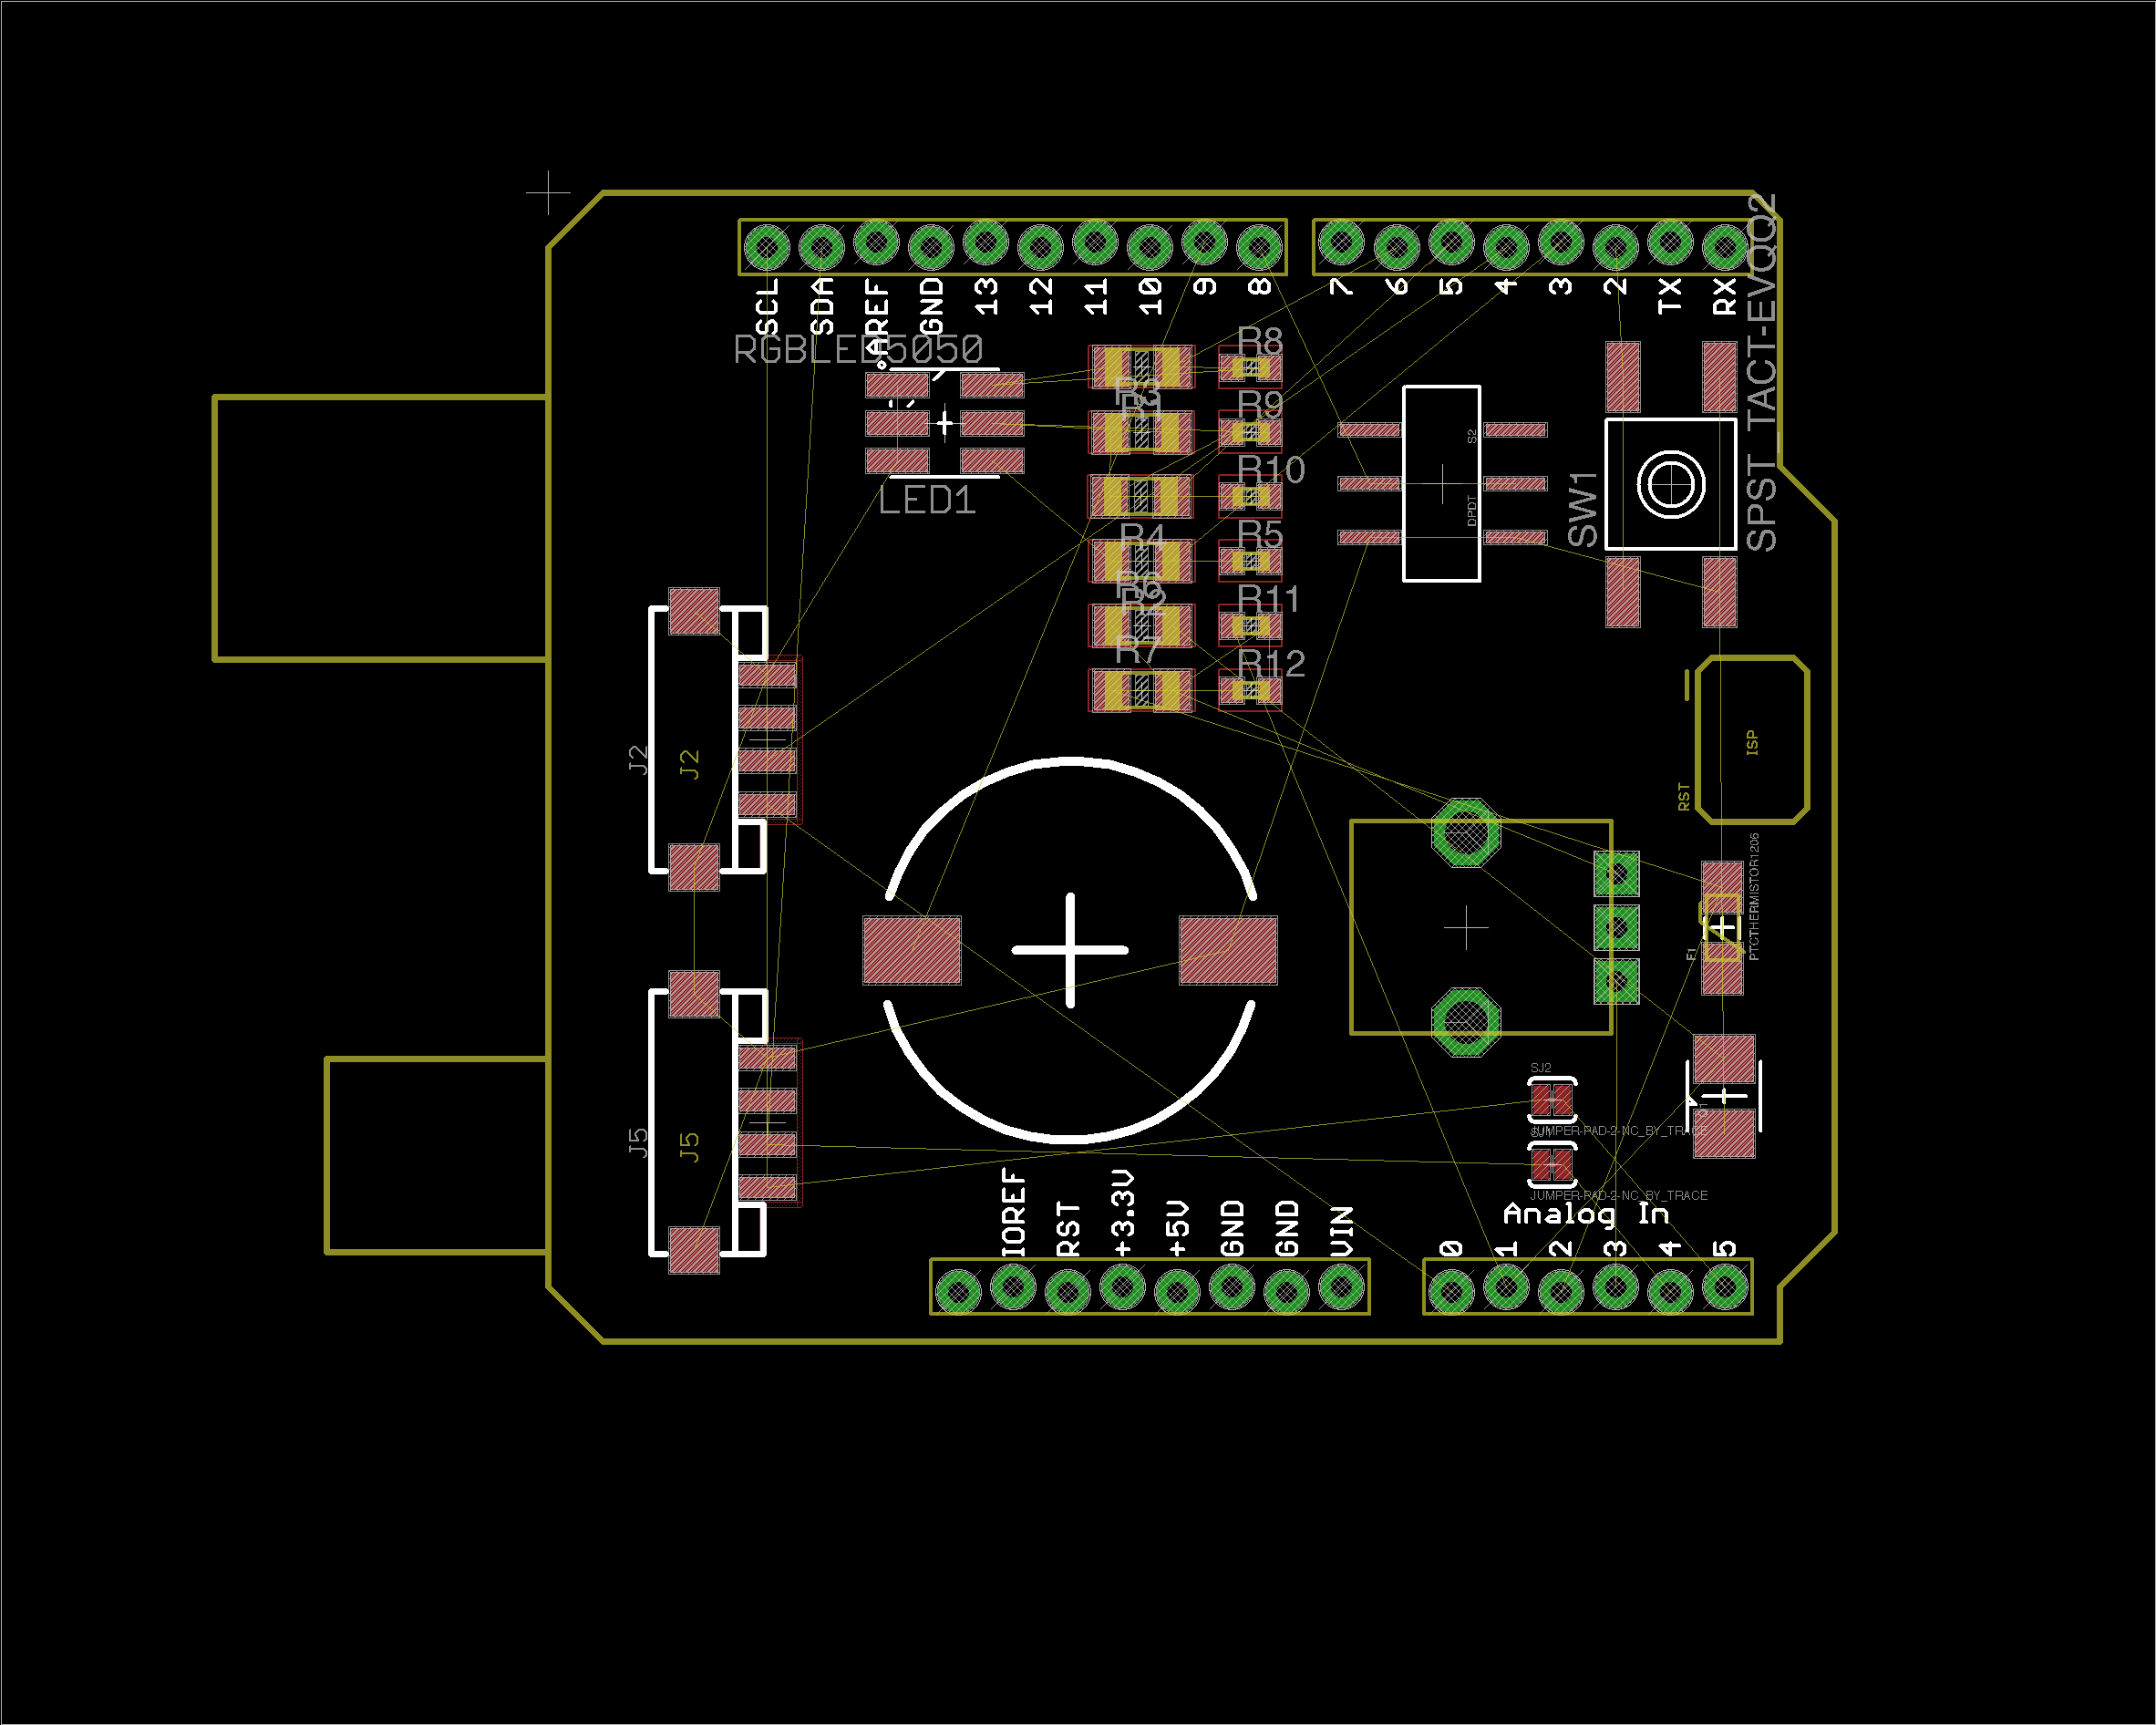 SCL SDA AREF GND 13 12 11 10 9 8 7 6 5 4 3 2 TX RX
SPST_TACT-EVQQ2
RGBLED5050
R8
R3
R1
R9
LED1
R10
S2
DPDT
SW1
R4
R5
R6
R2
R11
R7
R12
J2
J2
ISP
RST
PTCTHERMISTOR1206
F1
J5
J5
SJ2
JUMPER-PAD-2-NC_BY_TRACE
SJ1
JUMPER-PAD-2-NC_BY_TRACE
Analog In
IOREF RST +3.3V +5V GND GND VIN
0 1 2 3 4 5